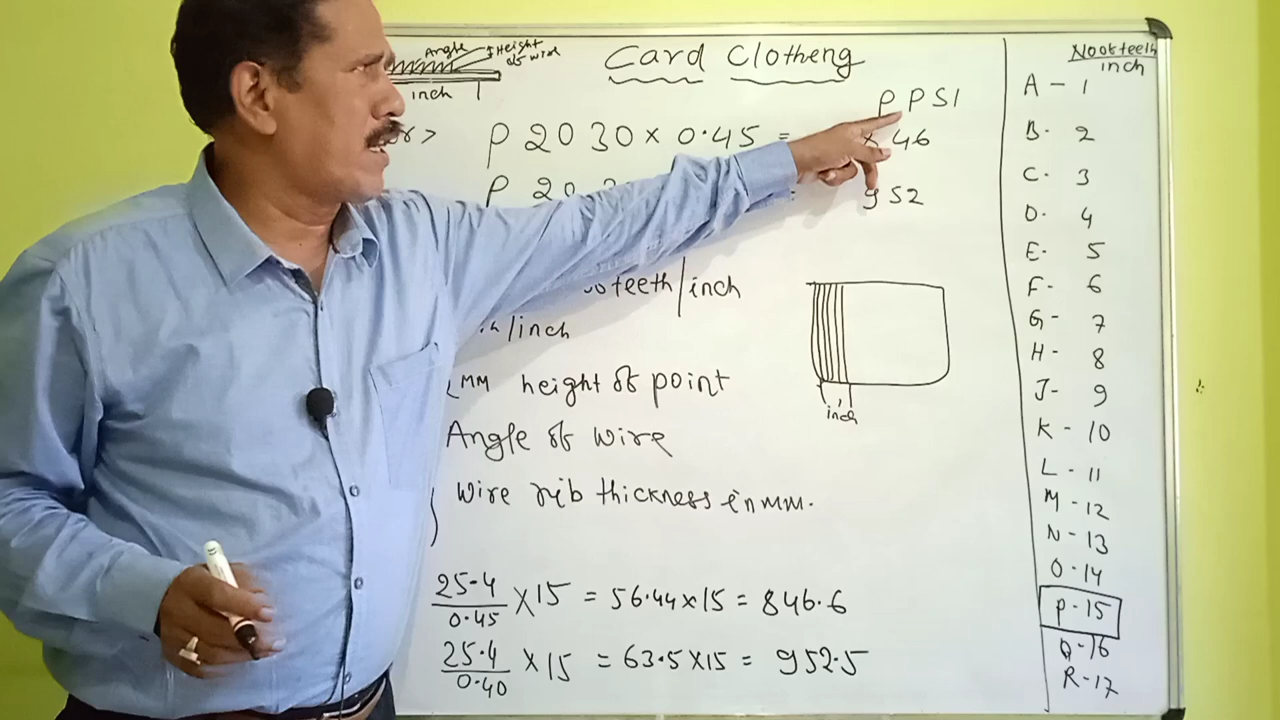 Card Clotheng
Angle
Height
of wire
inch
PPSI
P 2030 x 0.45 = 46
P 20 = 952
teeth/inch
/inch
MM height of point
Angle of wire
Wire rib thickness in MM.
inch
25.4/0.45 X 15 = 56.44 x 15 = 846.6
25.4/0.40 X 15 = 63.5 x 15 = 952.5
No of teeth
inch
A - 1
B. 2
C. 3
D. 4
E. 5
F- 6
G- 7
H- 8
J- 9
K - 10
L - 11
M - 12
N - 13
O - 14
P - 15
Q - 16
R - 17